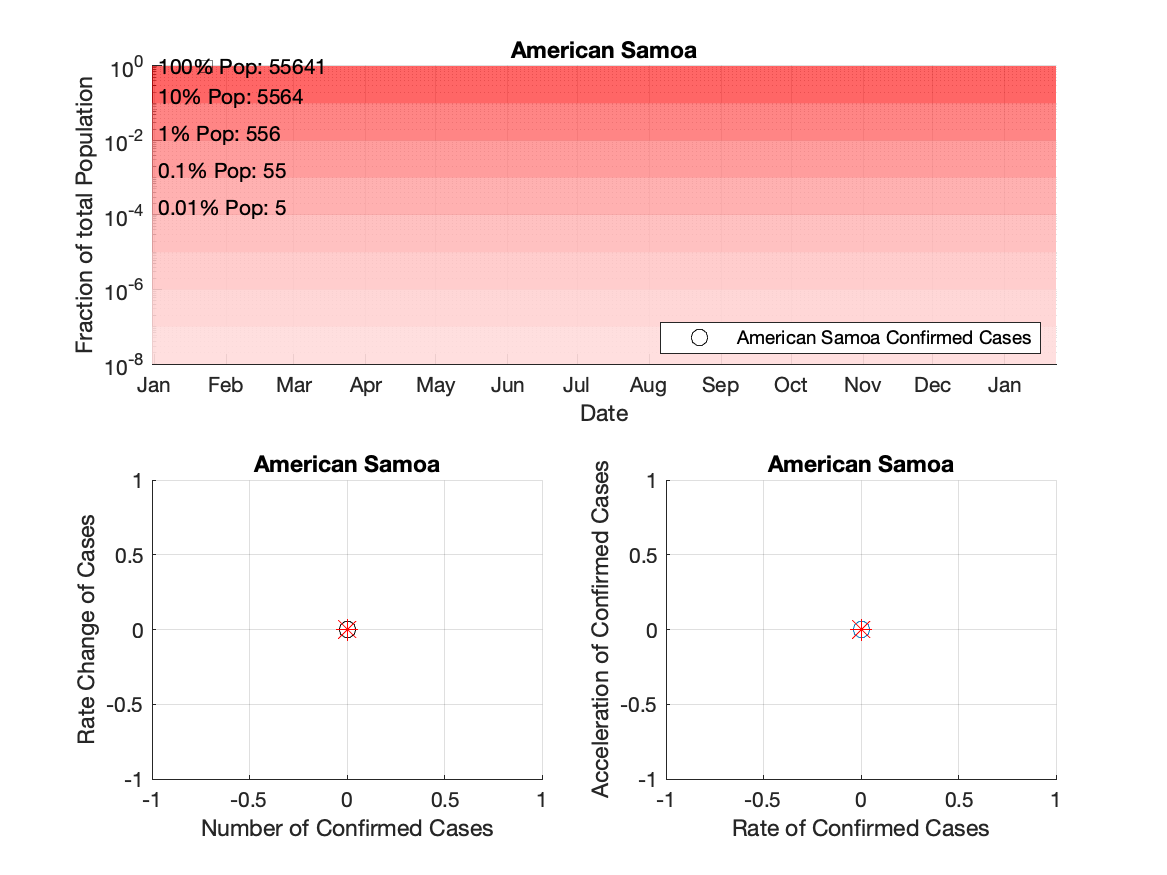 American Samoa
Fraction of total Population
10^0
10^-2
10^-4
10^-6
10^-8
100% Pop: 55641
10% Pop: 5564
1% Pop: 556
0.1% Pop: 55
0.01% Pop: 5
American Samoa Confirmed Cases
Jan Feb Mar Apr May Jun Jul Aug Sep Oct Nov Dec Jan
Date
American Samoa
Rate Change of Cases
1
0.5
0
-0.5
-1
-1 -0.5 0 0.5 1
Number of Confirmed Cases
American Samoa
Acceleration of Confirmed Cases
1
0.5
0
-0.5
-1
-1 -0.5 0 0.5 1
Rate of Confirmed Cases